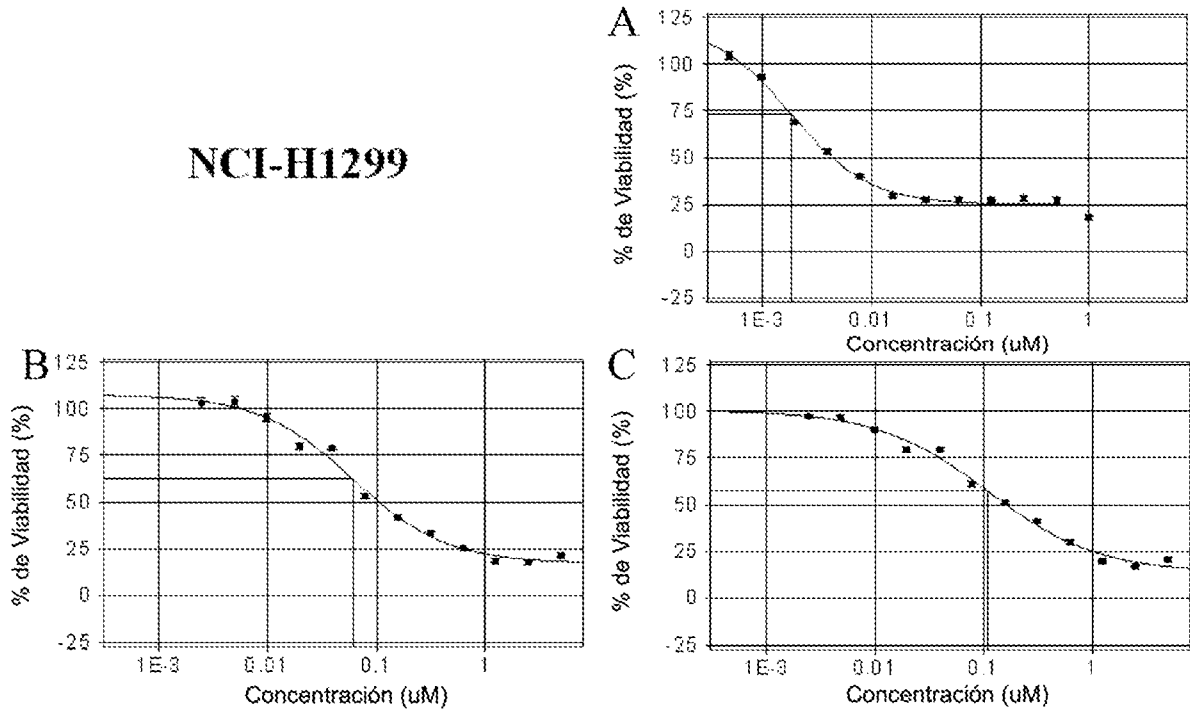 NCI-H1299
A
% de Viabilidad (%)
125
100
75
50
25
0
-25
1E-3
0.01
0.1
1
Concentración (uM)
B
% de Viabilidad (%)
125
100
75
50
25
0
-25
1E-3
0.01
0.1
1
Concentración (uM)
C
% de Viabilidad (%)
125
100
75
50
25
0
-25
1E-3
0.01
0.1
1
Concentración (uM)